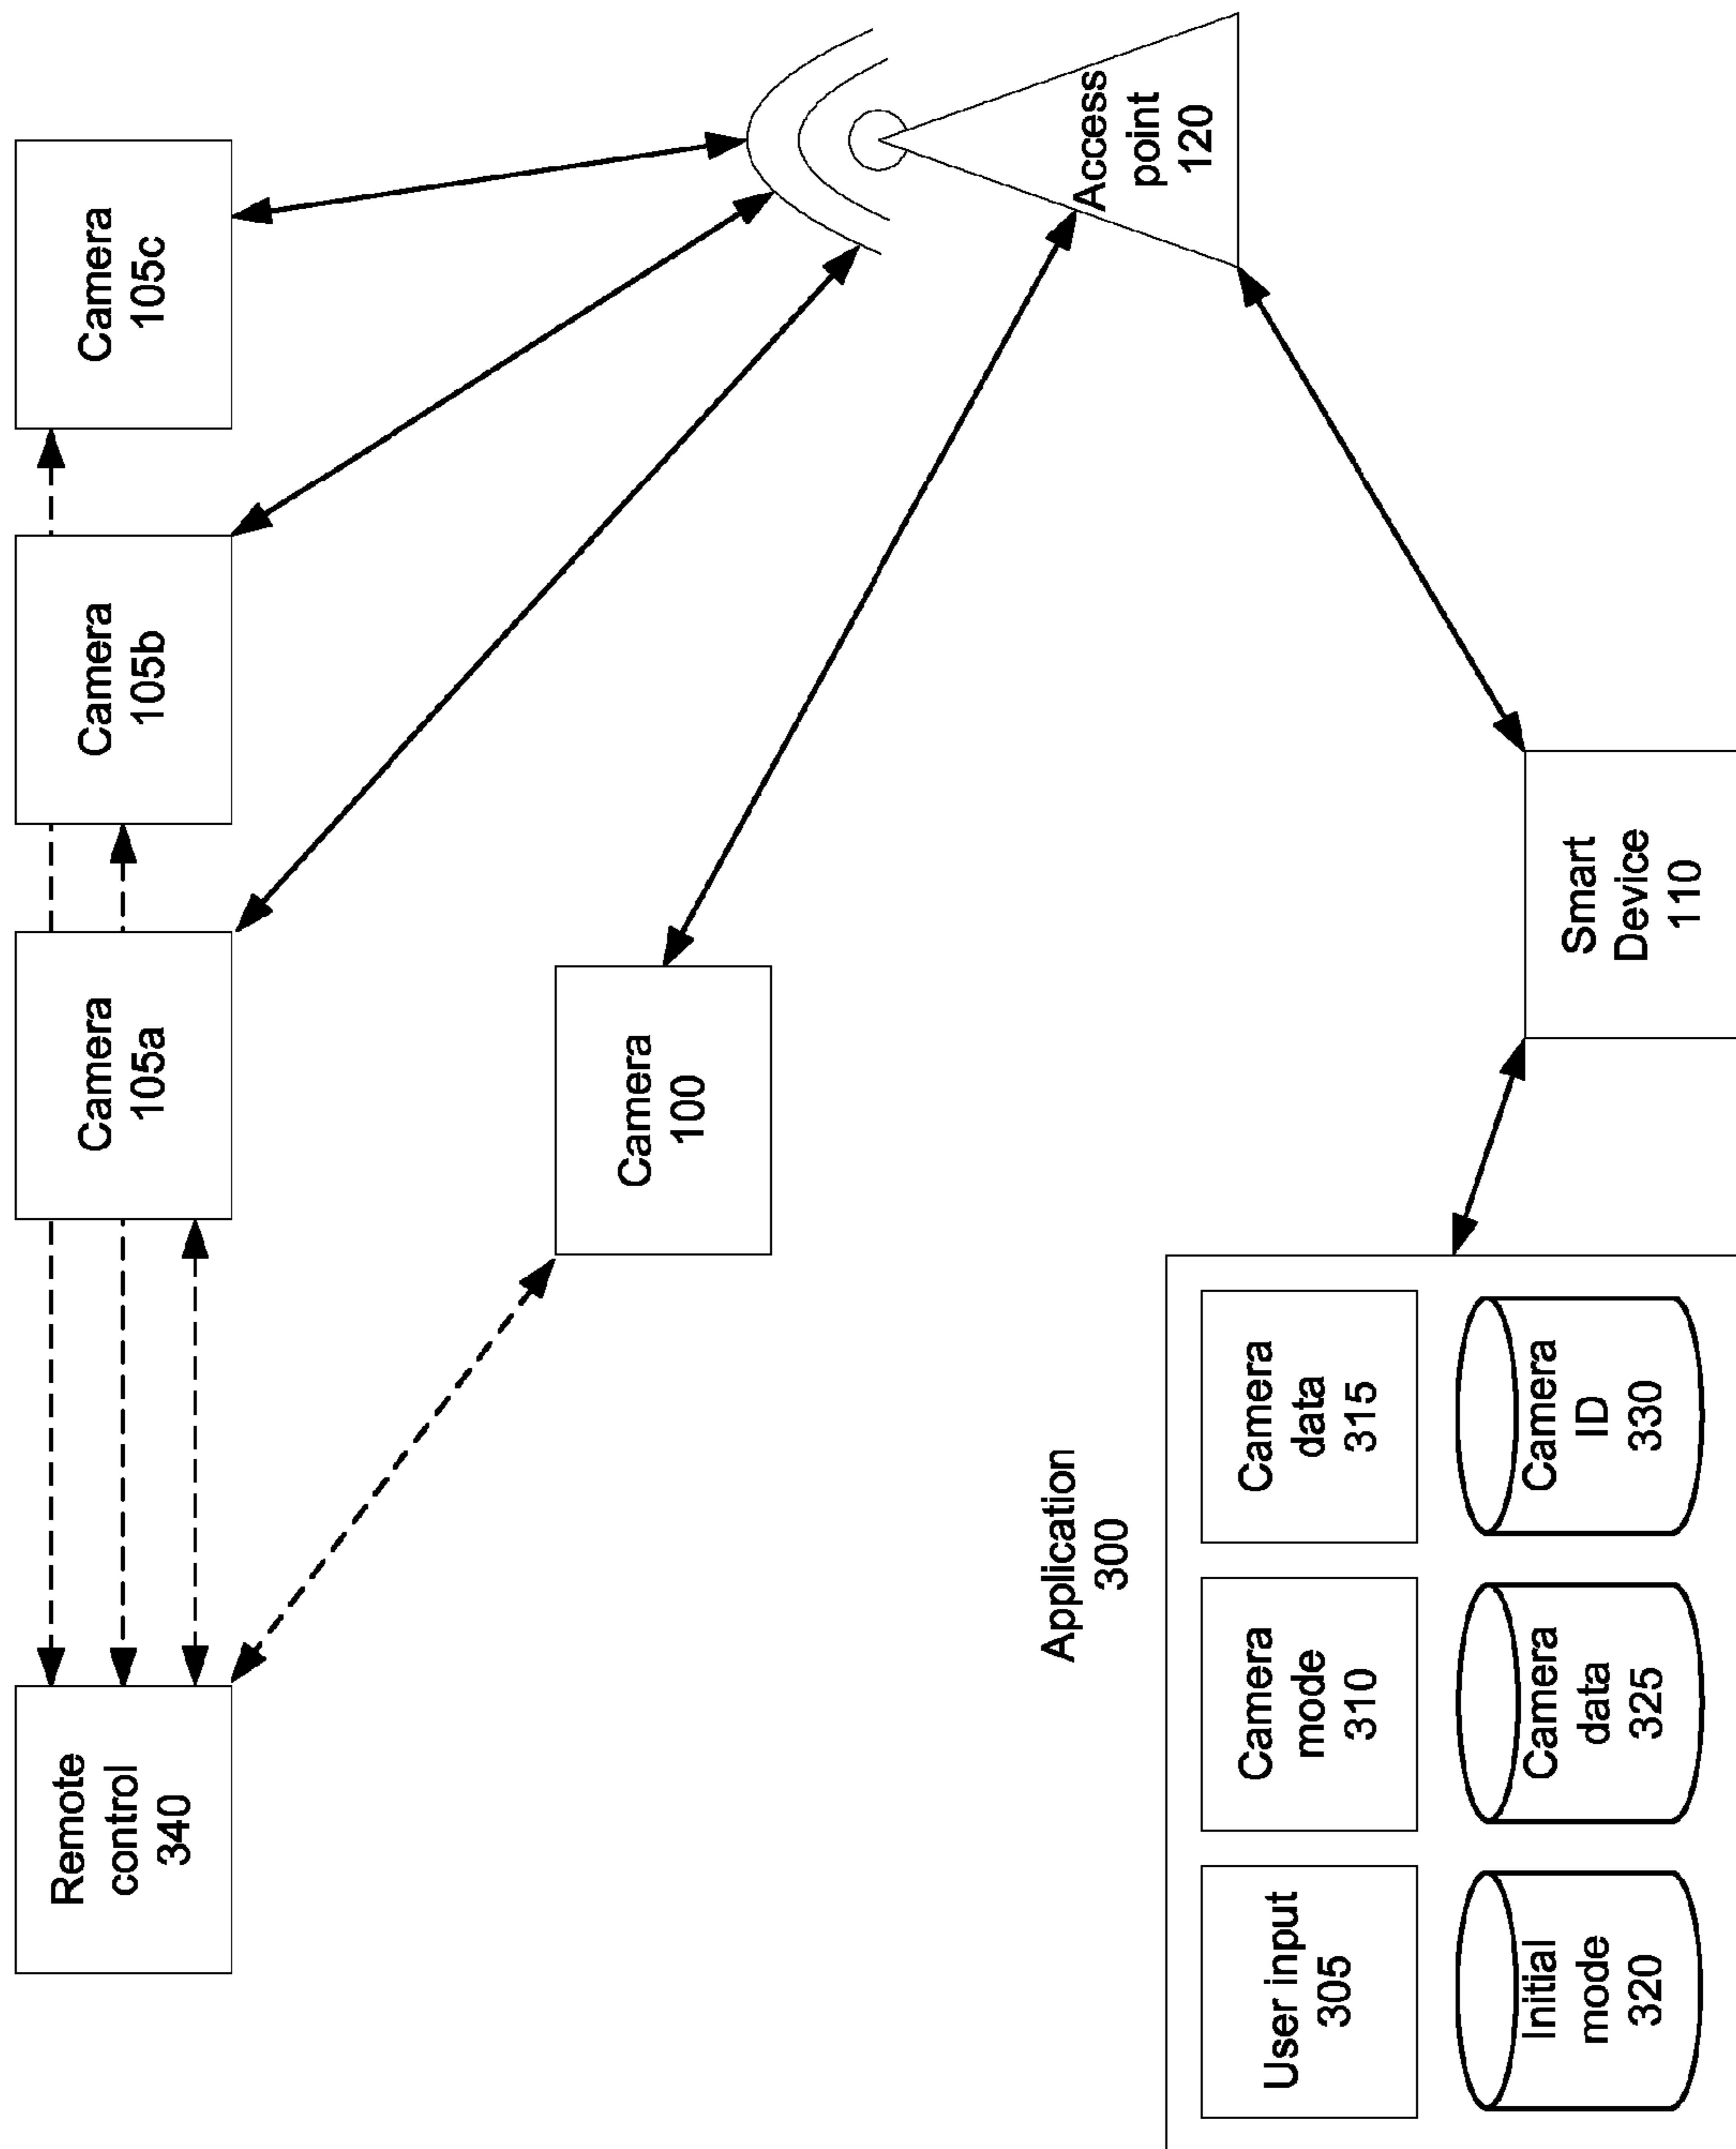 Remote
control
340
Camera
105a
Camera
105b
Camera
105c
Camera
100
Access
point
120
Application
300
User input
305
Camera
mode
310
Camera
data
315
Initial
mode
320
Camera
data
325
Camera
ID
330
Smart
Device
110